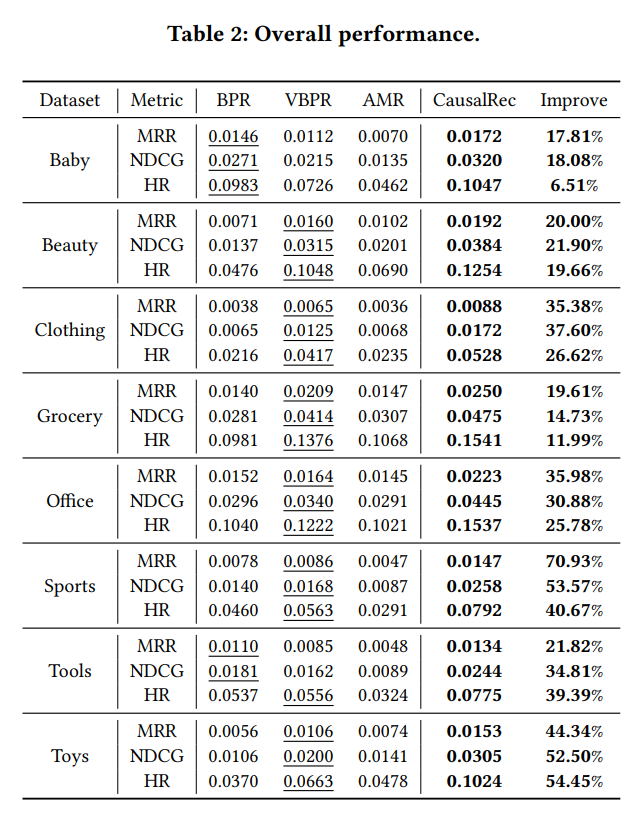 Table 2: Overall performance.
Dataset Metric BPR VBPR AMR CausalRec Improve
MRR 0.0146 0.0112 0.0070 0.0172 17.81%
Baby NDCG 0.0271 0.0215 0.0135 0.0320 18.08%
HR 0.0983 0.0726 0.0462 0.1047 6.51%
MRR 0.0071 0.0160 0.0102 0.0192 20.00%
Beauty NDCG 0.0137 0.0315 0.0201 0.0384 21.90%
HR 0.0476 0.1048 0.0690 0.1254 19.66%
MRR 0.0038 0.0065 0.0036 0.0088 35.38%
Clothing NDCG 0.0065 0.0125 0.0068 0.0172 37.60%
HR 0.0216 0.0417 0.0235 0.0528 26.62%
MRR 0.0140 0.0209 0.0147 0.0250 19.61%
Grocery NDCG 0.0281 0.0414 0.0307 0.0475 14.73%
HR 0.0981 0.1376 0.1068 0.1541 11.99%
MRR 0.0152 0.0164 0.0145 0.0223 35.98%
Office NDCG 0.0296 0.0340 0.0291 0.0445 30.88%
HR 0.1040 0.1222 0.1021 0.1537 25.78%
MRR 0.0078 0.0086 0.0047 0.0147 70.93%
Sports NDCG 0.0140 0.0168 0.0087 0.0258 53.57%
HR 0.0460 0.0563 0.0291 0.0792 40.67%
MRR 0.0110 0.0085 0.0048 0.0134 21.82%
Tools NDCG 0.0181 0.0162 0.0089 0.0244 34.81%
HR 0.0537 0.0556 0.0324 0.0775 39.39%
MRR 0.0056 0.0106 0.0074 0.0153 44.34%
Toys NDCG 0.0106 0.0200 0.0141 0.0305 52.50%
HR 0.0370 0.0663 0.0478 0.1024 54.45%